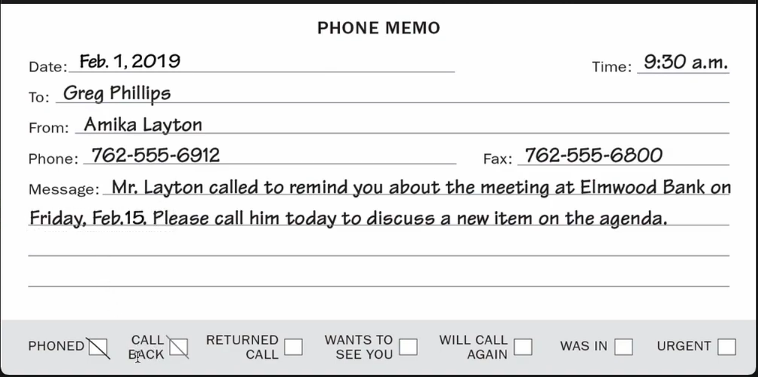 PHONE MEMO
Date: Feb. 1, 2019 Time: 9:30 a.m.
To: Greg Phillips
From: Amika Layton
Phone: 762-555-6912 Fax: 762-555-6800
Message: Mr. Layton called to remind you about the meeting at Elmwood Bank on
Friday, Feb.15. Please call him today to discuss a new item on the agenda.
PHONED CALL BACK RETURNED CALL WANTS TO SEE YOU WILL CALL AGAIN WAS IN URGENT